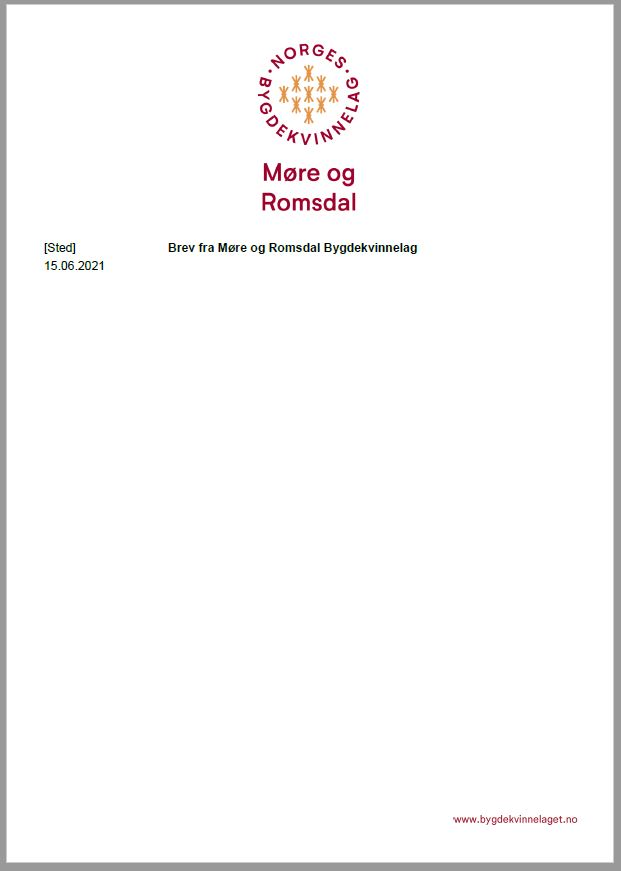 NORGES
BYGDEKVINNELAG
Møre og
Romsdal
[Sted]
Brev fra Møre og Romsdal Bygdekvinnelag
15.06.2021
www.bygdekvinnelaget.no